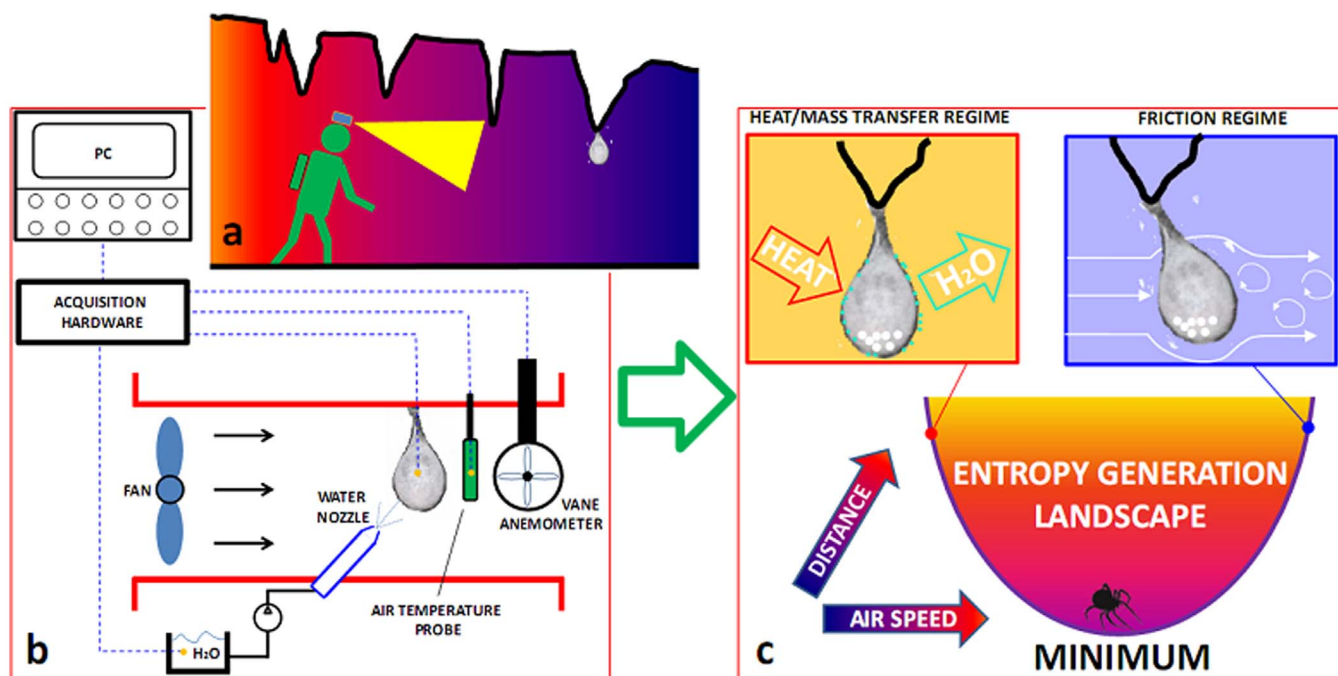 a
PC
ACQUISITION
HARDWARE
FAN
WATER
NOZZLE
VANE
ANEMOMETER
AIR TEMPERATURE
PROBE
H₂O
b
HEAT/MASS TRANSFER REGIME
FRICTION REGIME
HEAT
H₂O
ENTROPY GENERATION
LANDSCAPE
DISTANCE
AIR SPEED
MINIMUM
c